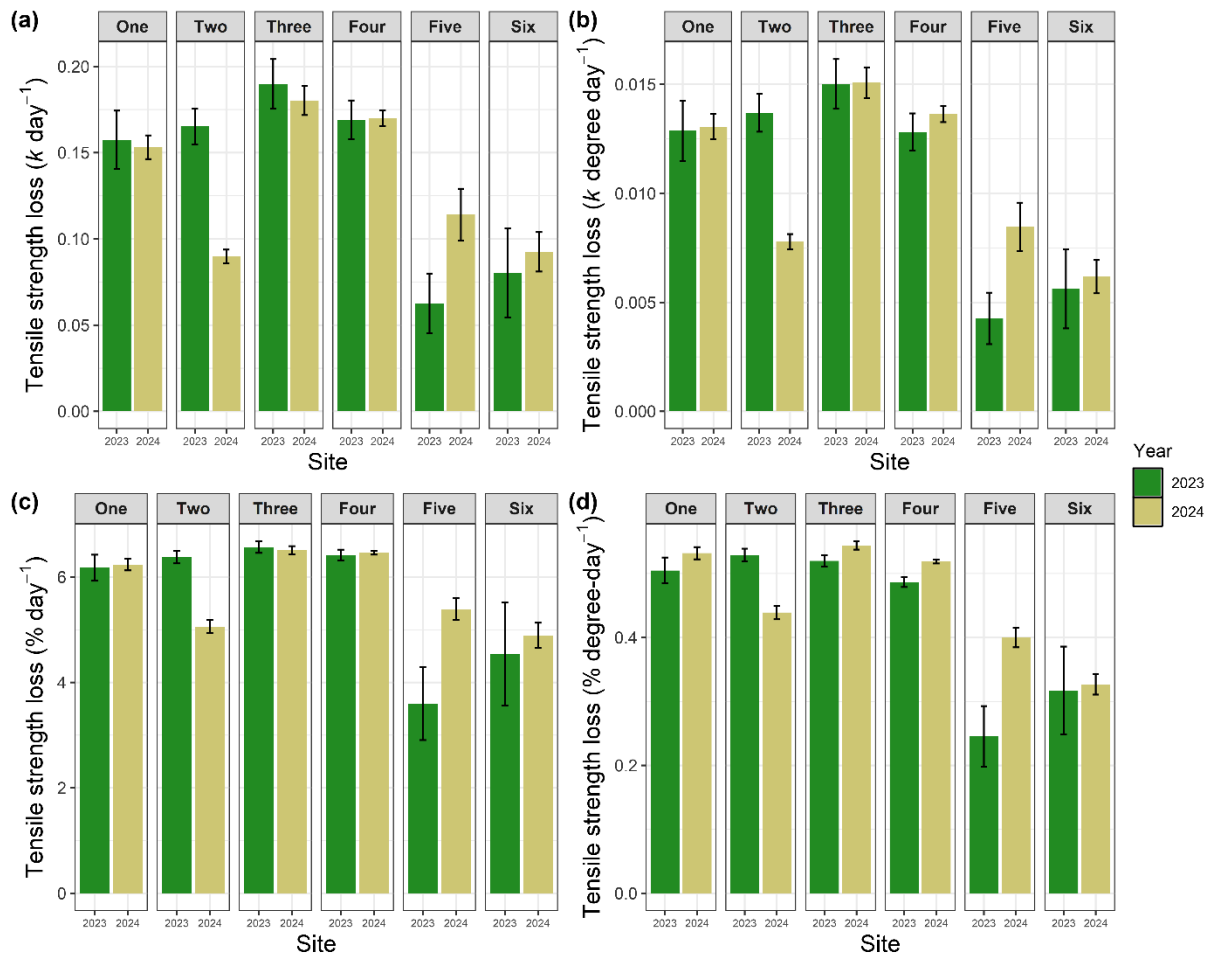 (a)
One Two Three Four Five Six
Tensile strength loss (k day⁻¹)
0.20
0.15
0.10
0.05
0.00
2023 2024 2023 2024 2023 2024 2023 2024 2023 2024 2023 2024
Site
(b)
One Two Three Four Five Six
Tensile strength loss (k degree day⁻¹)
0.015
0.010
0.005
0.000
2023 2024 2023 2024 2023 2024 2023 2024 2023 2024 2023 2024
Site
Year
2023
2024
(c)
One Two Three Four Five Six
Tensile strength loss (% day⁻¹)
6
4
2
0
2023 2024 2023 2024 2023 2024 2023 2024 2023 2024 2023 2024
Site
(d)
One Two Three Four Five Six
Tensile strength loss (% degree-day⁻¹)
0.4
0.2
0.0
2023 2024 2023 2024 2023 2024 2023 2024 2023 2024 2023 2024
Site